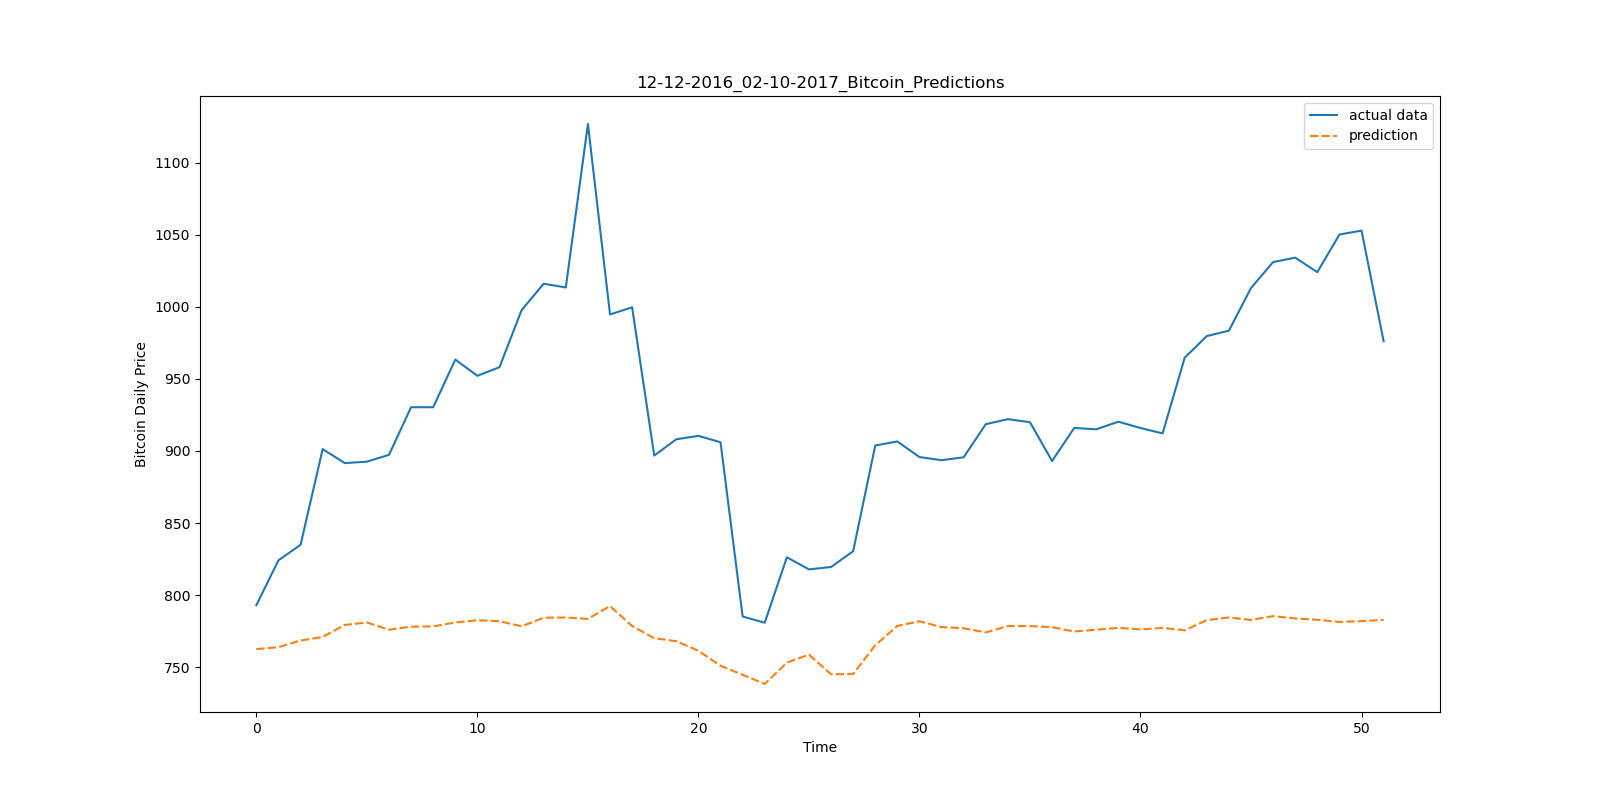 12-12-2016_02-10-2017_Bitcoin_Predictions
actual data
prediction
Bitcoin Daily Price
1100
1050
1000
950
900
850
800
750
0 10 20 30 40 50
Time